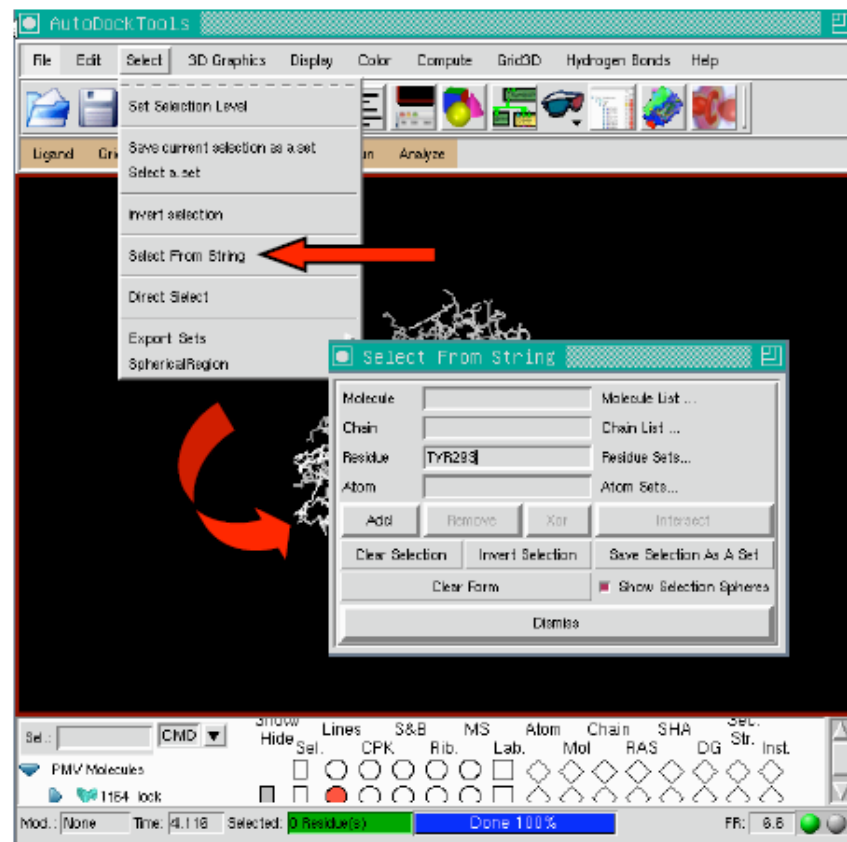 AutoDockTools
File Edit Select 3D Graphics Display Color Compute Grid3D Hydrogen Bonds Help
Set Selection Level
Save current selection as a set
Select a set
Invert selection
Select From String
Direct Select
Export Sets
SphericalRegion
Ligand Analyze
Select From String
Molecule Molecule List ...
Chain Chain List ...
Residue TYR293 Residue Sets...
Atom Atom Sets...
Add Remove Xor Intersect
Clear Selection Invert Selection Save Selection As A Set
Clear Form Show Selection Spheres
Dismiss
Sel.: CMD
Show Lines S&B MS Atom Chain SHA Sec.
Hide Sel. CPK Rib. Lab. Mol RAS DG Str. Inst.
PMV Molecules
Mod.: None Time: 4.116 Selected: 0 Residue(s) Done 100% FR: 6.6